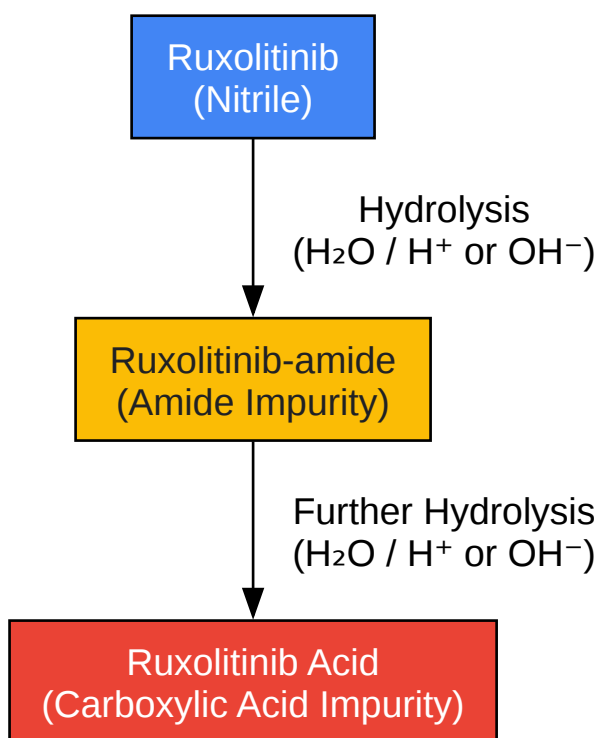 Ruxolitinib
(Nitrile)
Hydrolysis
(H₂O / H⁺ or OH⁻)
Ruxolitinib-amide
(Amide Impurity)
Further Hydrolysis
(H₂O / H⁺ or OH⁻)
Ruxolitinib Acid
(Carboxylic Acid Impurity)